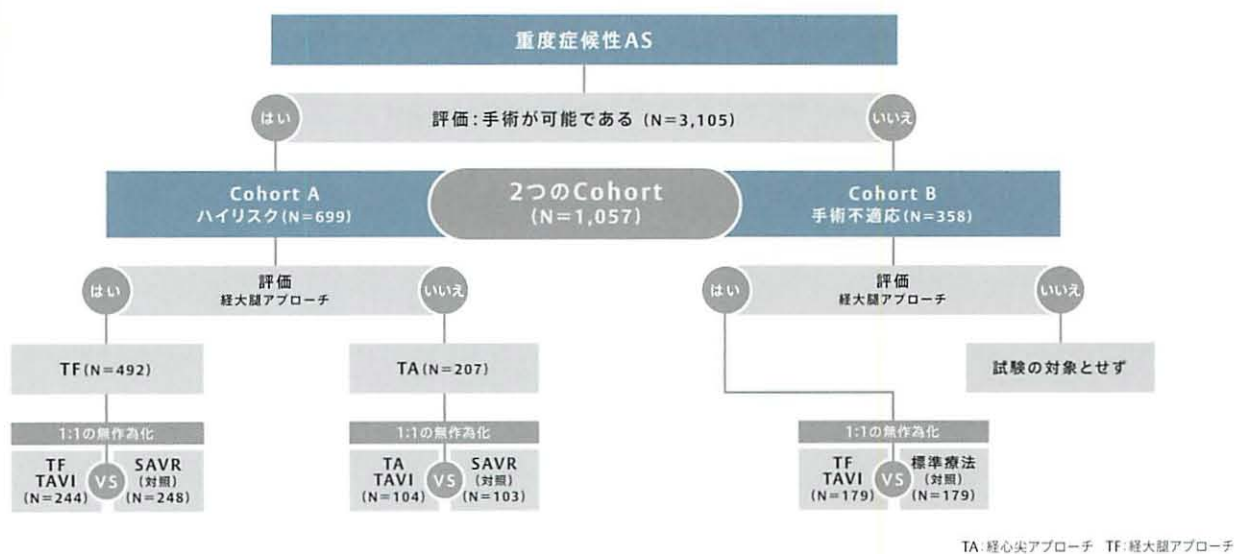 重度症候性AS
はい
評価:手術が可能である (N=3,105)
いいえ
Cohort A
ハイリスク(N=699)
2つのCohort
(N=1,057)
Cohort B
手術不適応(N=358)
はい
評価
経大腿アプローチ
いいえ
はい
評価
経大腿アプローチ
いいえ
TF(N=492)
TA(N=207)
試験の対象とせず
1:1の無作為化
TF
TAVI
(N=244)
VS
SAVR
(対照)
(N=248)
1:1の無作為化
TA
TAVI
(N=104)
VS
SAVR
(対照)
(N=103)
1:1の無作為化
TF
TAVI
(N=179)
VS
標準療法
(対照)
(N=179)
TA:経心尖アプローチ TF:経大腿アプローチ